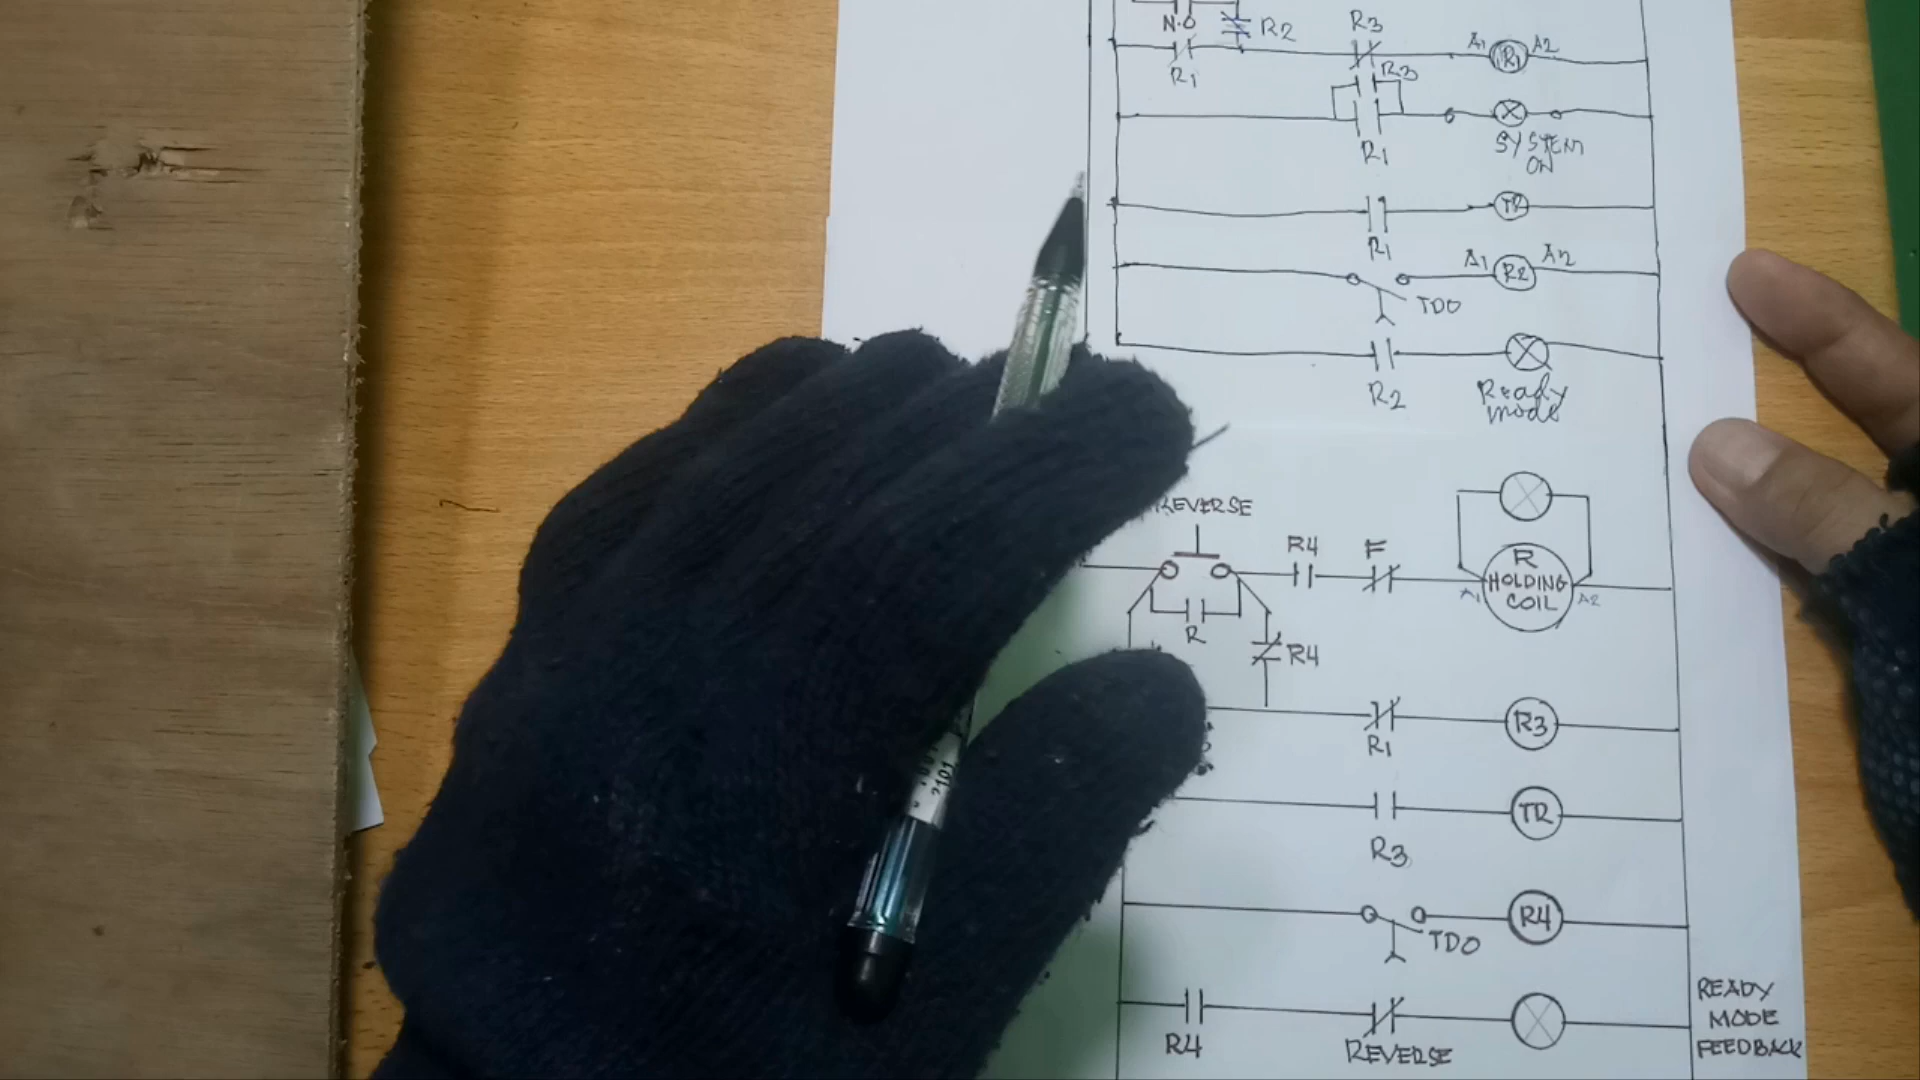 N.O R2 R3
A1 R1 A2
R1 R3
R1 SYSTEM
ON
TR
R1
A1 R2 A2
TDO
R2 Ready
mode
REVERSE
R4 F R
HOLDING
A1 COIL A2
R
R4
R3
R1
TR
R3
R4
TDO
READY
MODE
FEEDBACK
R4 REVERSE